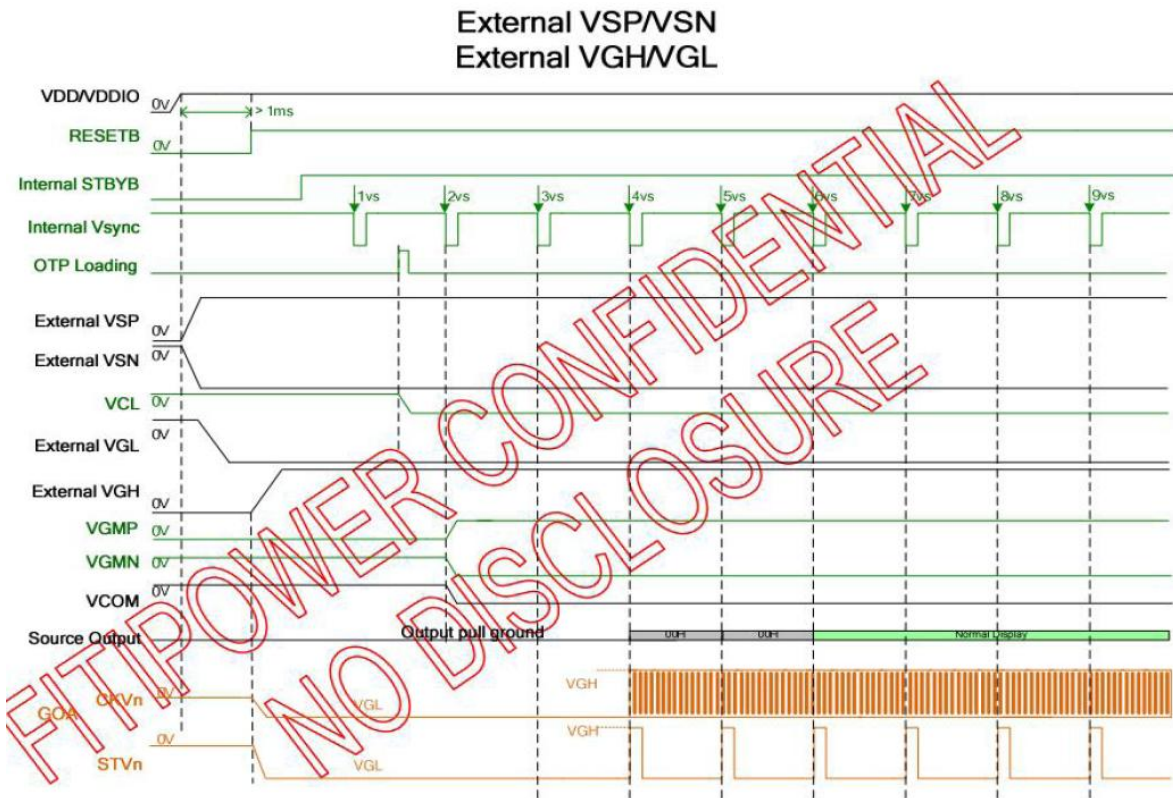 External VSP/VSN
External VGH/VGL
VDD/VDDIO 0V > 1ms
RESETB 0V
Internal STBYB
1vs 2vs 3vs 4vs 5vs 6vs 7vs 8vs 9vs
Internal Vsync
OTP Loading
External VSP 0V
External VSN 0V
VCL 0V
External VGL 0V
External VGH 0V
VGMP 0V
VGMN 0V
VCOM 0V
Source Output Output pull ground 00H 00H Normal Display
GOA CKVn 0V VGL VGH
STVn 0V VGL VGH
FITIPOWER CONFIDENTIAL
NO DISCLOSURE